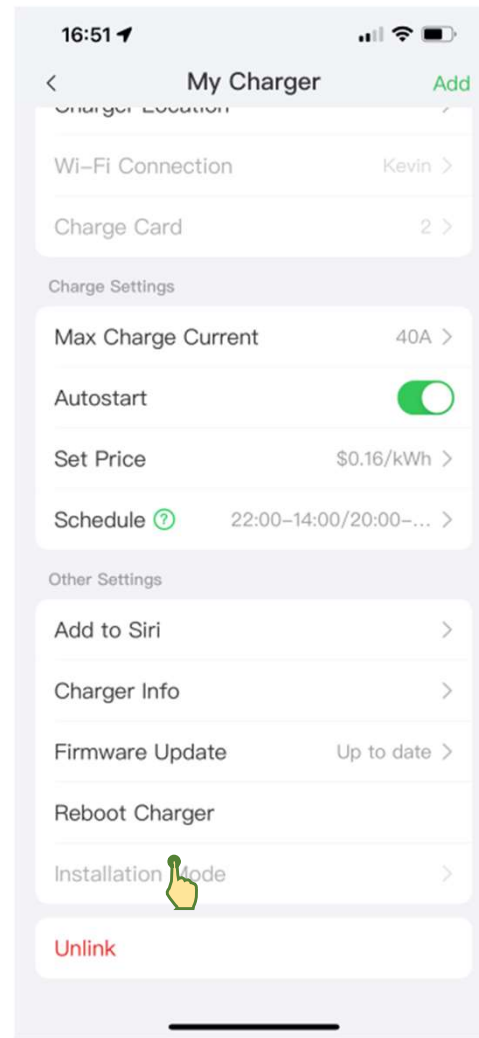 16:51
My Charger
Add
Charger Location
Wi-Fi Connection
Kevin
Charge Card
2
Charge Settings
Max Charge Current
40A
Autostart
Set Price
$0.16/kWh
Schedule ?
22:00-14:00/20:00-...
Other Settings
Add to Siri
Charger Info
Firmware Update
Up to date
Reboot Charger
Installation Mode
Unlink